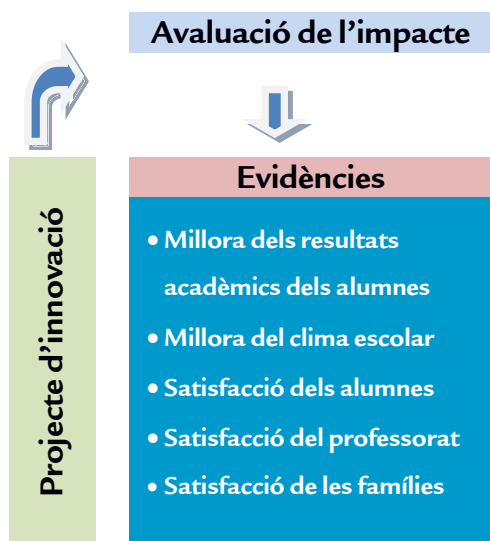 Avaluació de l'impacte
Projecte d'innovació
Evidències
• Millora dels resultats
acadèmics dels alumnes
• Millora del clima escolar
• Satisfacció dels alumnes
• Satisfacció del professorat
• Satisfacció de les famílies